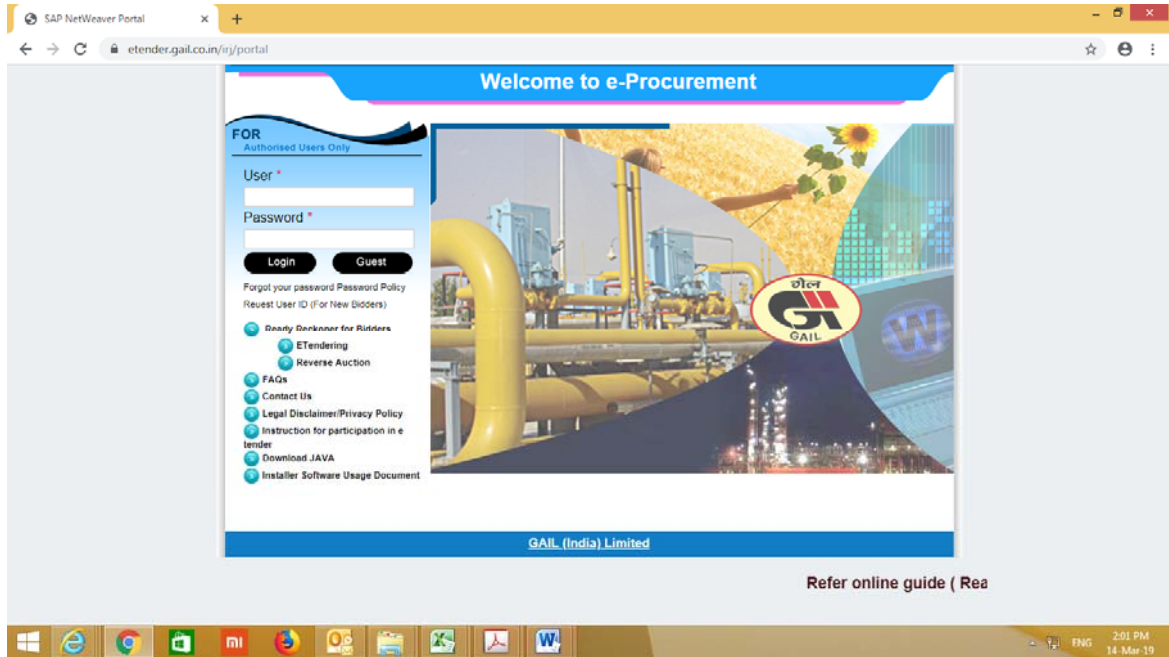 SAP NetWeaver Portal
etender.gail.co.in/irj/portal
Welcome to e-Procurement
FOR
Authorised Users Only
User *
Password *
Login Guest
Forgot your password Password Policy
Reuest User ID (For New Bidders)
Ready Reckoner for Bidders
ETendering
Reverse Auction
FAQs
Contact Us
Legal Disclaimer/Privacy Policy
Instruction for participation in e
tender
Download JAVA
Installer Software Usage Document
गेल
GAIL
W
GAIL (India) Limited
Refer online guide ( Rea
ENG
2:01 PM
14-Mar-19